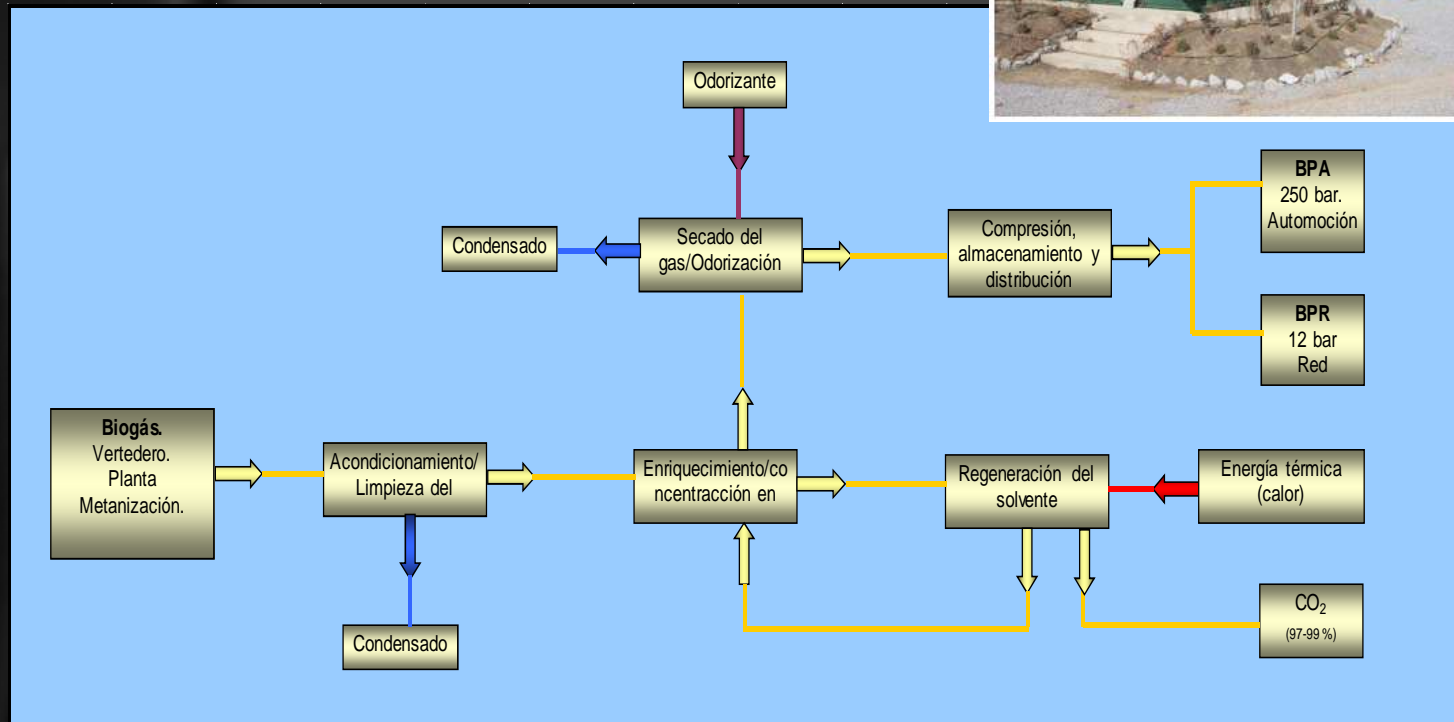 Odorizante
BPA
250 bar.
Automoción
Condensado
Secado del
gas/Odorización
Compresión,
almacenamiento y
distribución
BPR
12 bar
Red
Biogás.
Vertedero.
Planta
Metanización.
Acondicionamiento/
Limpieza del
Enriquecimiento/co
ncentracción en
Regeneración del
solvente
Energía térmica
(calor)
Condensado
CO₂
(97-99 %)